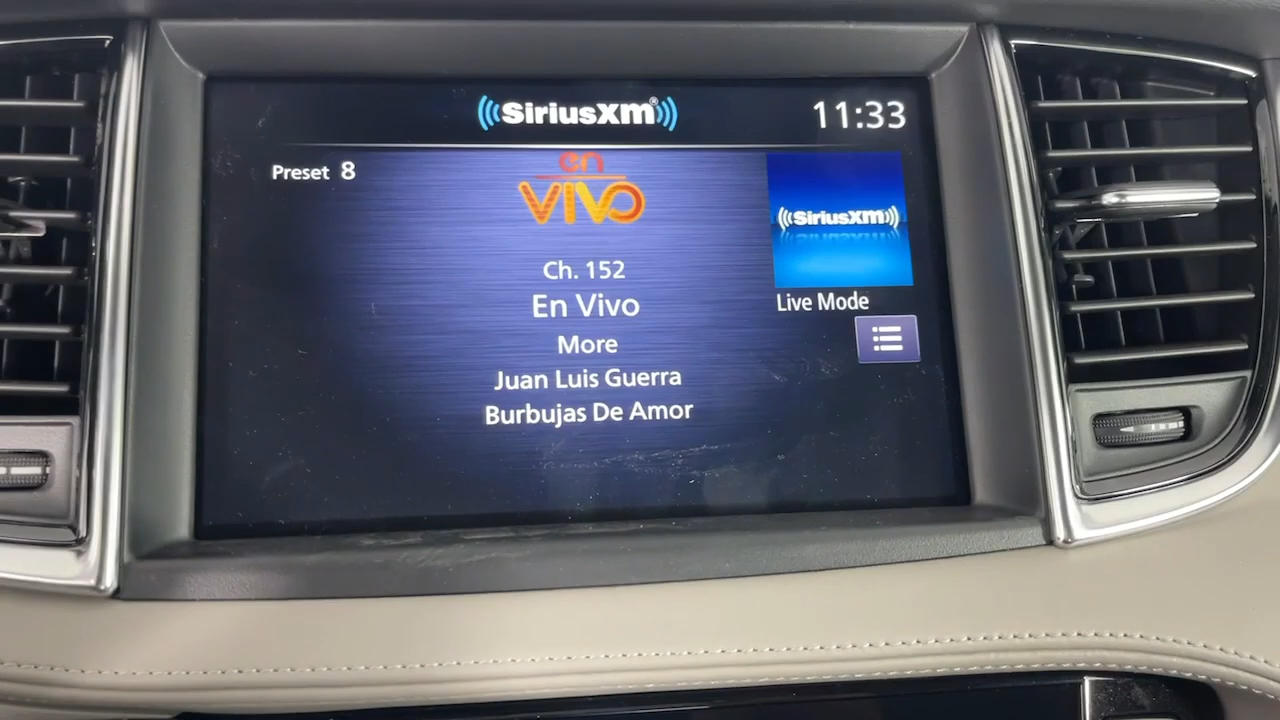 SiriusXM®
11:33
Preset 8
en
VIVO
SiriusXM
Ch. 152
En Vivo
Live Mode
More
Juan Luis Guerra
Burbujas De Amor